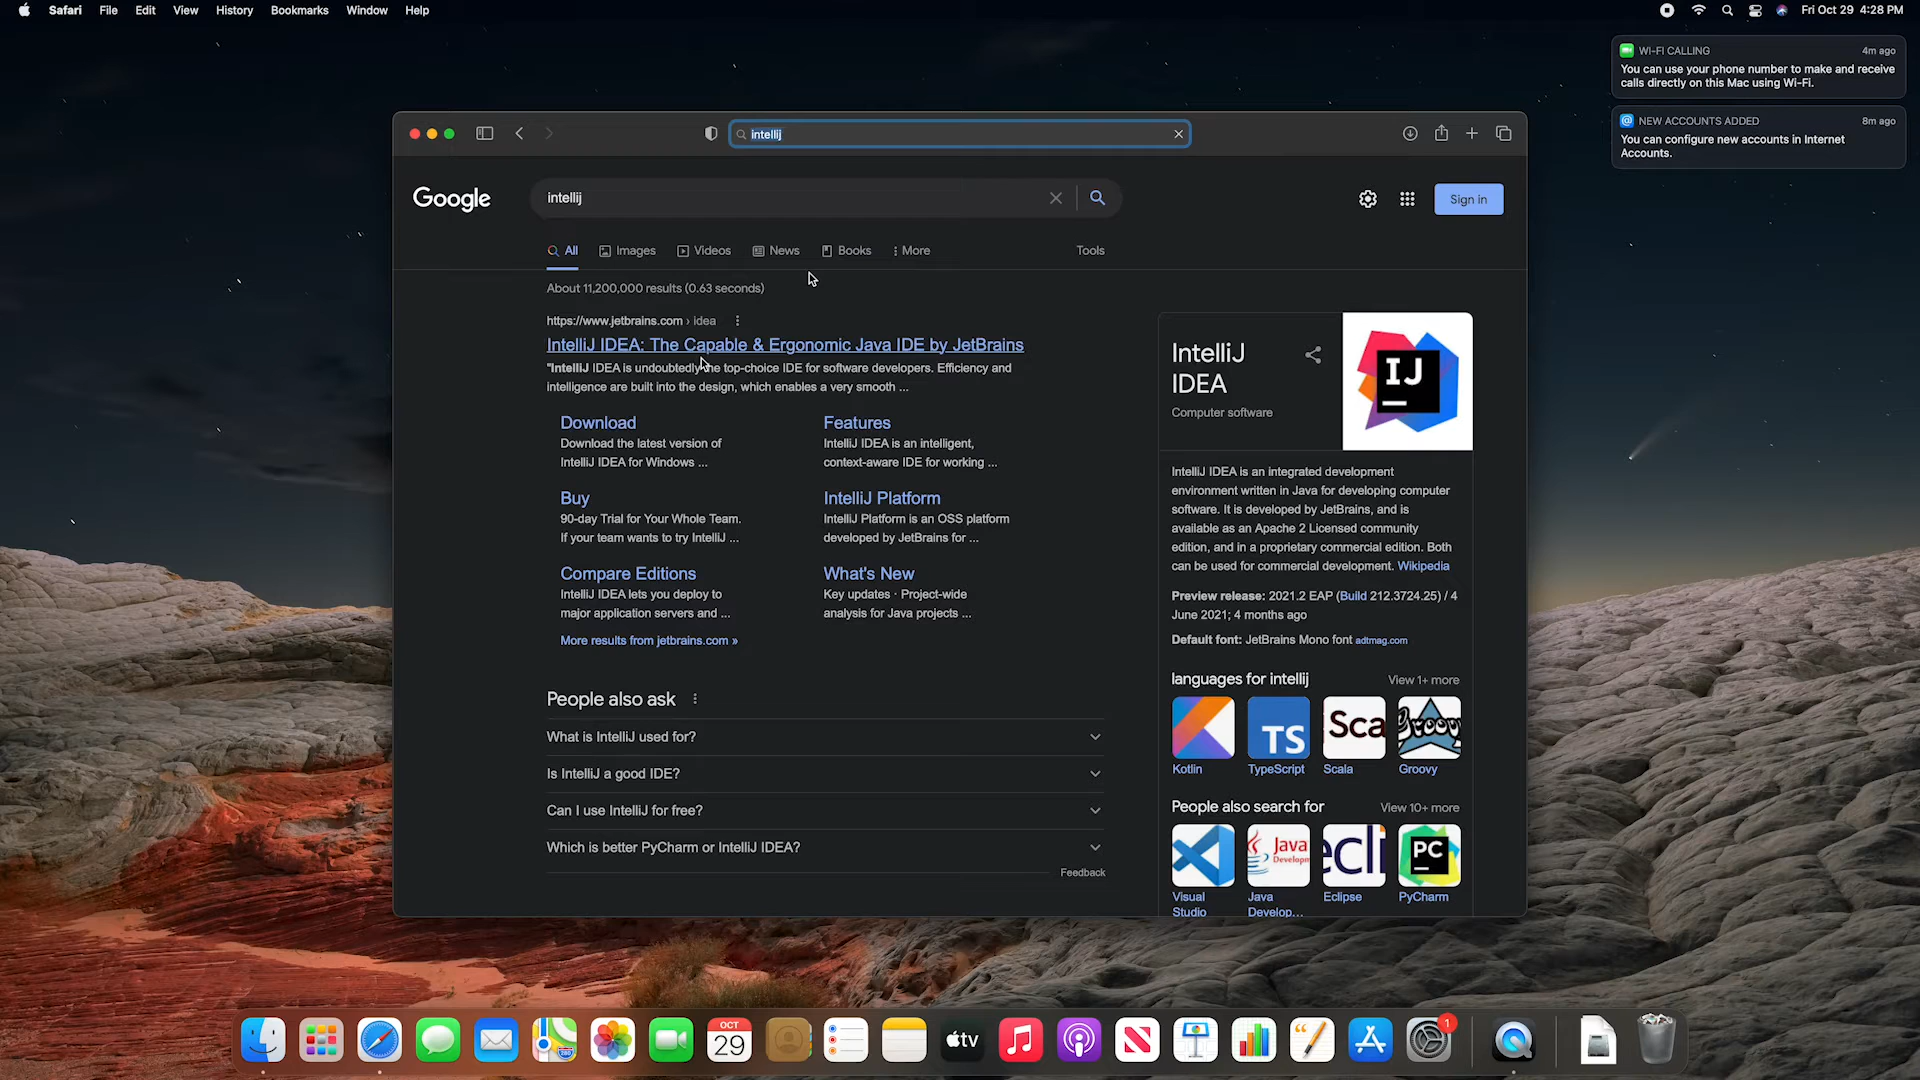 Safari File Edit View History Bookmarks Window Help
Fri Oct 29 4:28 PM
WI-FI CALLING 4m ago
You can use your phone number to make and receive
calls directly on this Mac using Wi-Fi.
NEW ACCOUNTS ADDED 8m ago
You can configure new accounts in Internet
Accounts.
intellij
Google
intellij
Sign in
All Images Videos News Books More Tools
About 11,200,000 results (0.63 seconds)
https://www.jetbrains.com › idea
IntelliJ IDEA: The Capable & Ergonomic Java IDE by JetBrains
"IntelliJ IDEA is undoubtedly the top-choice IDE for software developers. Efficiency and
intelligence are built into the design, which enables a very smooth ...
Download
Download the latest version of
IntelliJ IDEA for Windows ...
Features
IntelliJ IDEA is an intelligent,
context-aware IDE for working ...
Buy
90-day Trial for Your Whole Team.
If your team wants to try IntelliJ ...
IntelliJ Platform
IntelliJ Platform is an OSS platform
developed by JetBrains for ...
Compare Editions
IntelliJ IDEA lets you deploy to
major application servers and ...
What's New
Key updates · Project-wide
analysis for Java projects ...
More results from jetbrains.com »
People also ask
What is IntelliJ used for?
Is IntelliJ a good IDE?
Can I use IntelliJ for free?
Which is better PyCharm or IntelliJ IDEA?
Feedback
IntelliJ
IDEA
Computer software
IJ
IntelliJ IDEA is an integrated development
environment written in Java for developing computer
software. It is developed by JetBrains, and is
available as an Apache 2 Licensed community
edition, and in a proprietary commercial edition. Both
can be used for commercial development. Wikipedia
Preview release: 2021.2 EAP (Build 212.3724.25) / 4
June 2021; 4 months ago
Default font: JetBrains Mono font adtmag.com
languages for intellij View 1+ more
TS Sca Groovy
Kotlin TypeScript Scala Groovy
People also search for View 10+ more
Java Developm ecli PC
Visual
Studio
Java
Develop...
Eclipse
PyCharm
OCT
29
280
tv
1